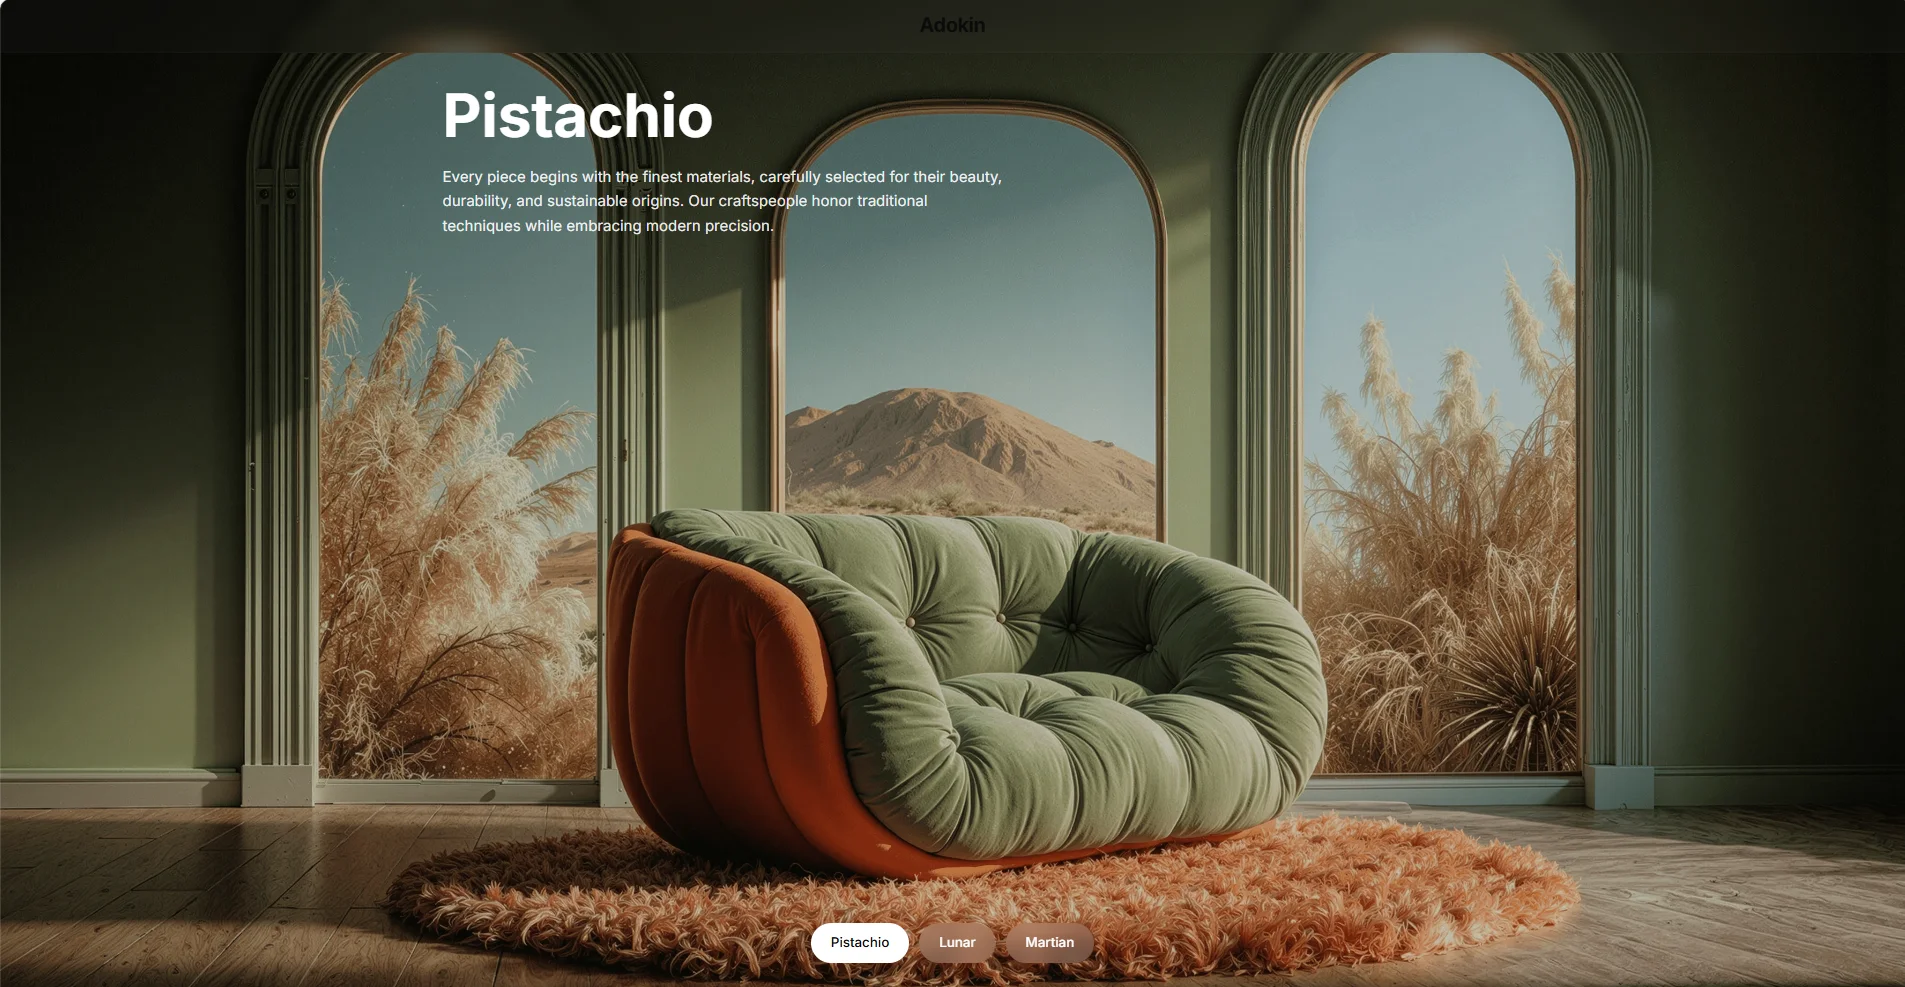 Adokin
Pistachio
Every piece begins with the finest materials, carefully selected for their beauty,
durability, and sustainable origins. Our craftspeople honor traditional
techniques while embracing modern precision.
Pistachio
Lunar
Martian